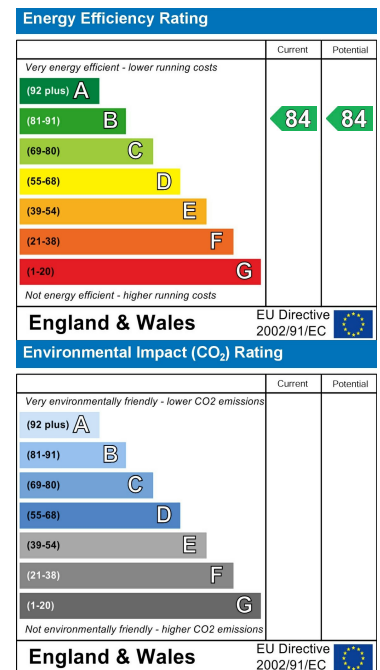 Energy Efficiency Rating
Current Potential
Very energy efficient - lower running costs
(92 plus) A
(81-91) B 84 84
(69-80) C
(55-68) D
(39-54) E
(21-38) F
(1-20) G
Not energy efficient - higher running costs
England & Wales EU Directive 2002/91/EC
Environmental Impact (CO₂) Rating
Current Potential
Very environmentally friendly - lower CO2 emissions
(92 plus) A
(81-91) B
(69-80) C
(55-68) D
(39-54) E
(21-38) F
(1-20) G
Not environmentally friendly - higher CO2 emissions
England & Wales EU Directive 2002/91/EC